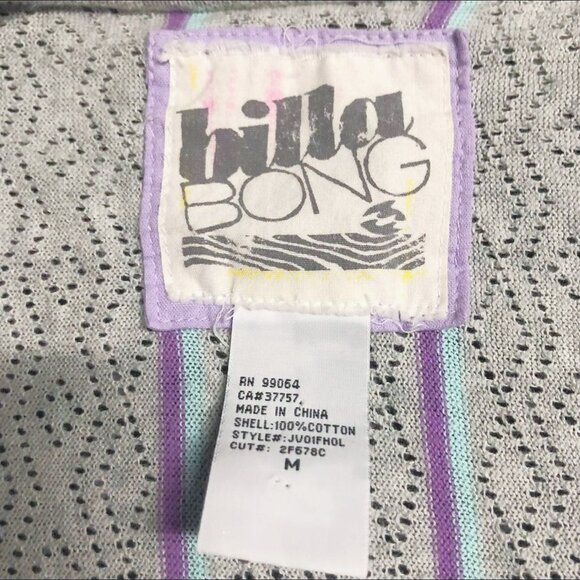 billa
BONG
RN 99064
CA#37757
MADE IN CHINA
SHELL:100%COTTON
STYLE#:JV01FHOL
CUT#: 2F678C
M